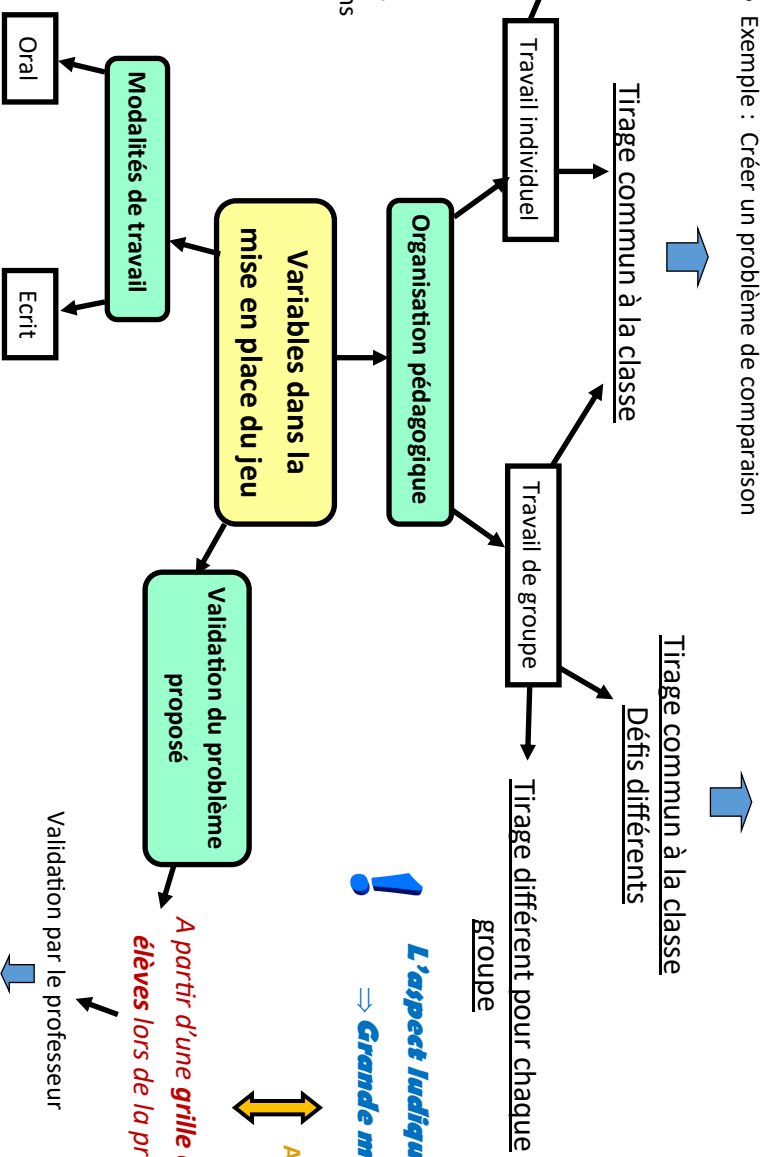 Exemple : Créer un problème de comparaison
Tirage commun à la classe
Tirage commun à la classe
Défis différents
Travail individuel
Travail de groupe
Tirage différent pour chaque
groupe
Organisation pédagogique
L'aspect ludiqu
⇒ Grande m
Variables dans la
mise en place du jeu
ns
Modalités de travail
Validation du problème
proposé
A partir d'une grille
élèves lors de la pr
Oral
Ecrit
Validation par le professeur